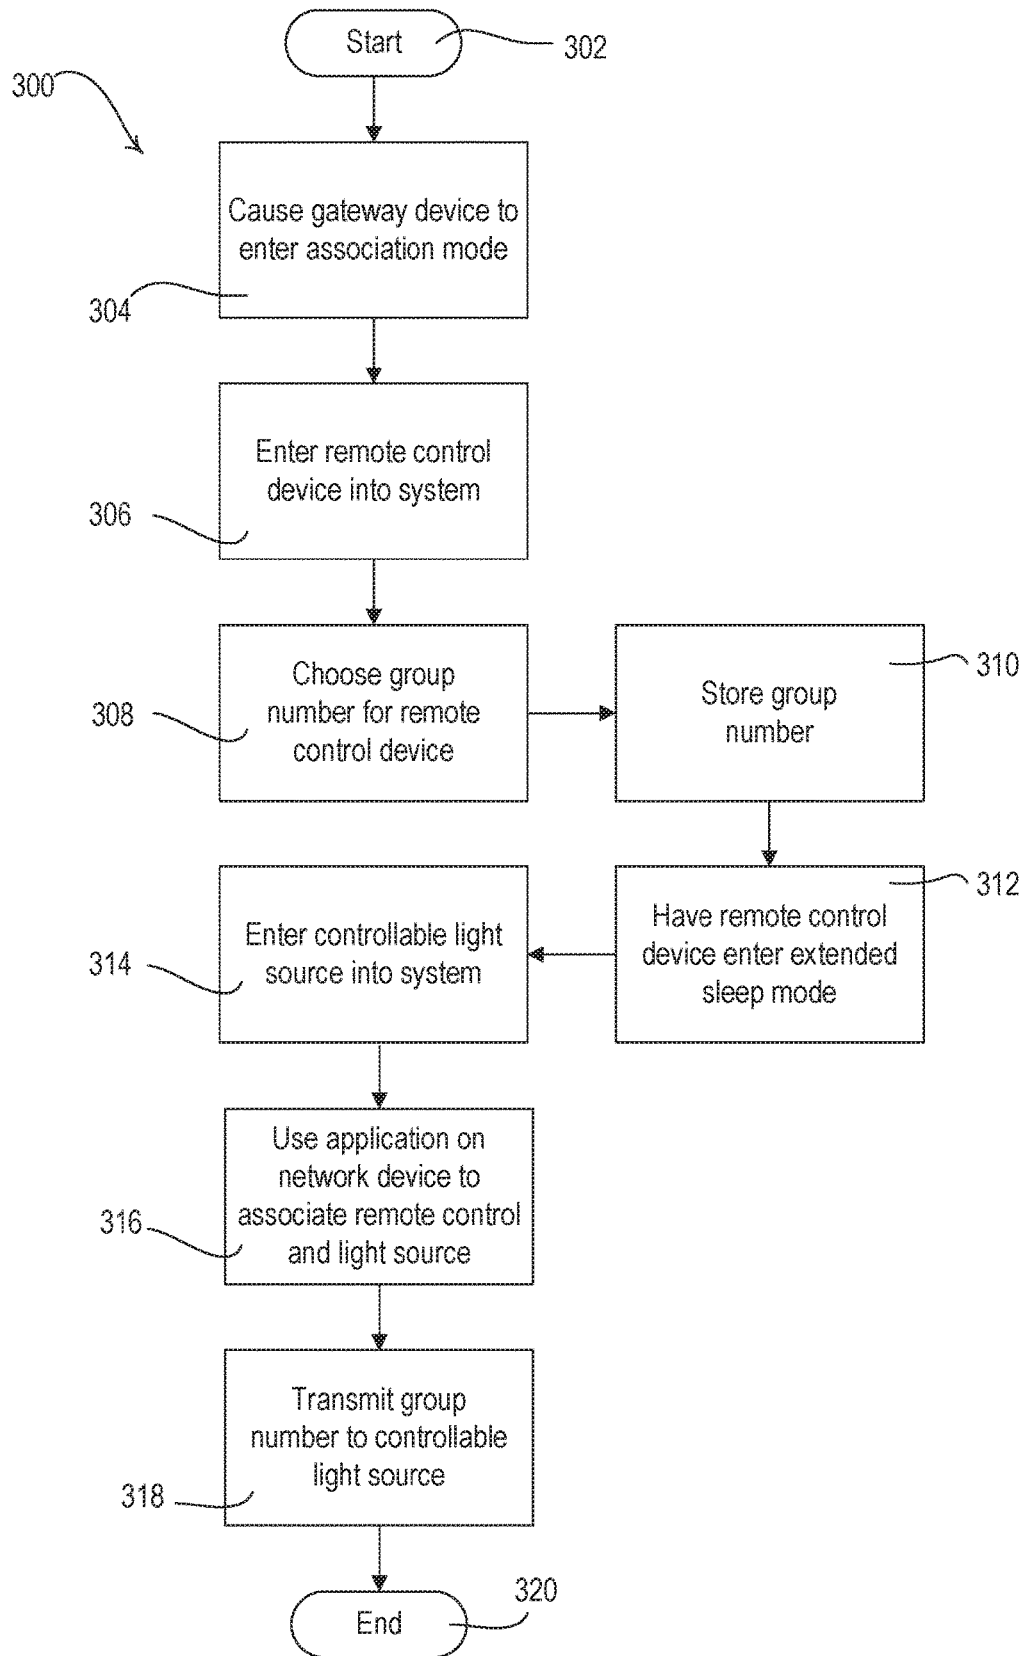 Start
302
300
Cause gateway device to
enter association mode
304
Enter remote control
device into system
306
Choose group
number for remote
control device
308
Store group
number
310
Have remote control
device enter extended
sleep mode
312
Enter controllable light
source into system
314
Use application on
network device to
associate remote control
and light source
316
Transmit group
number to controllable
light source
318
End
320